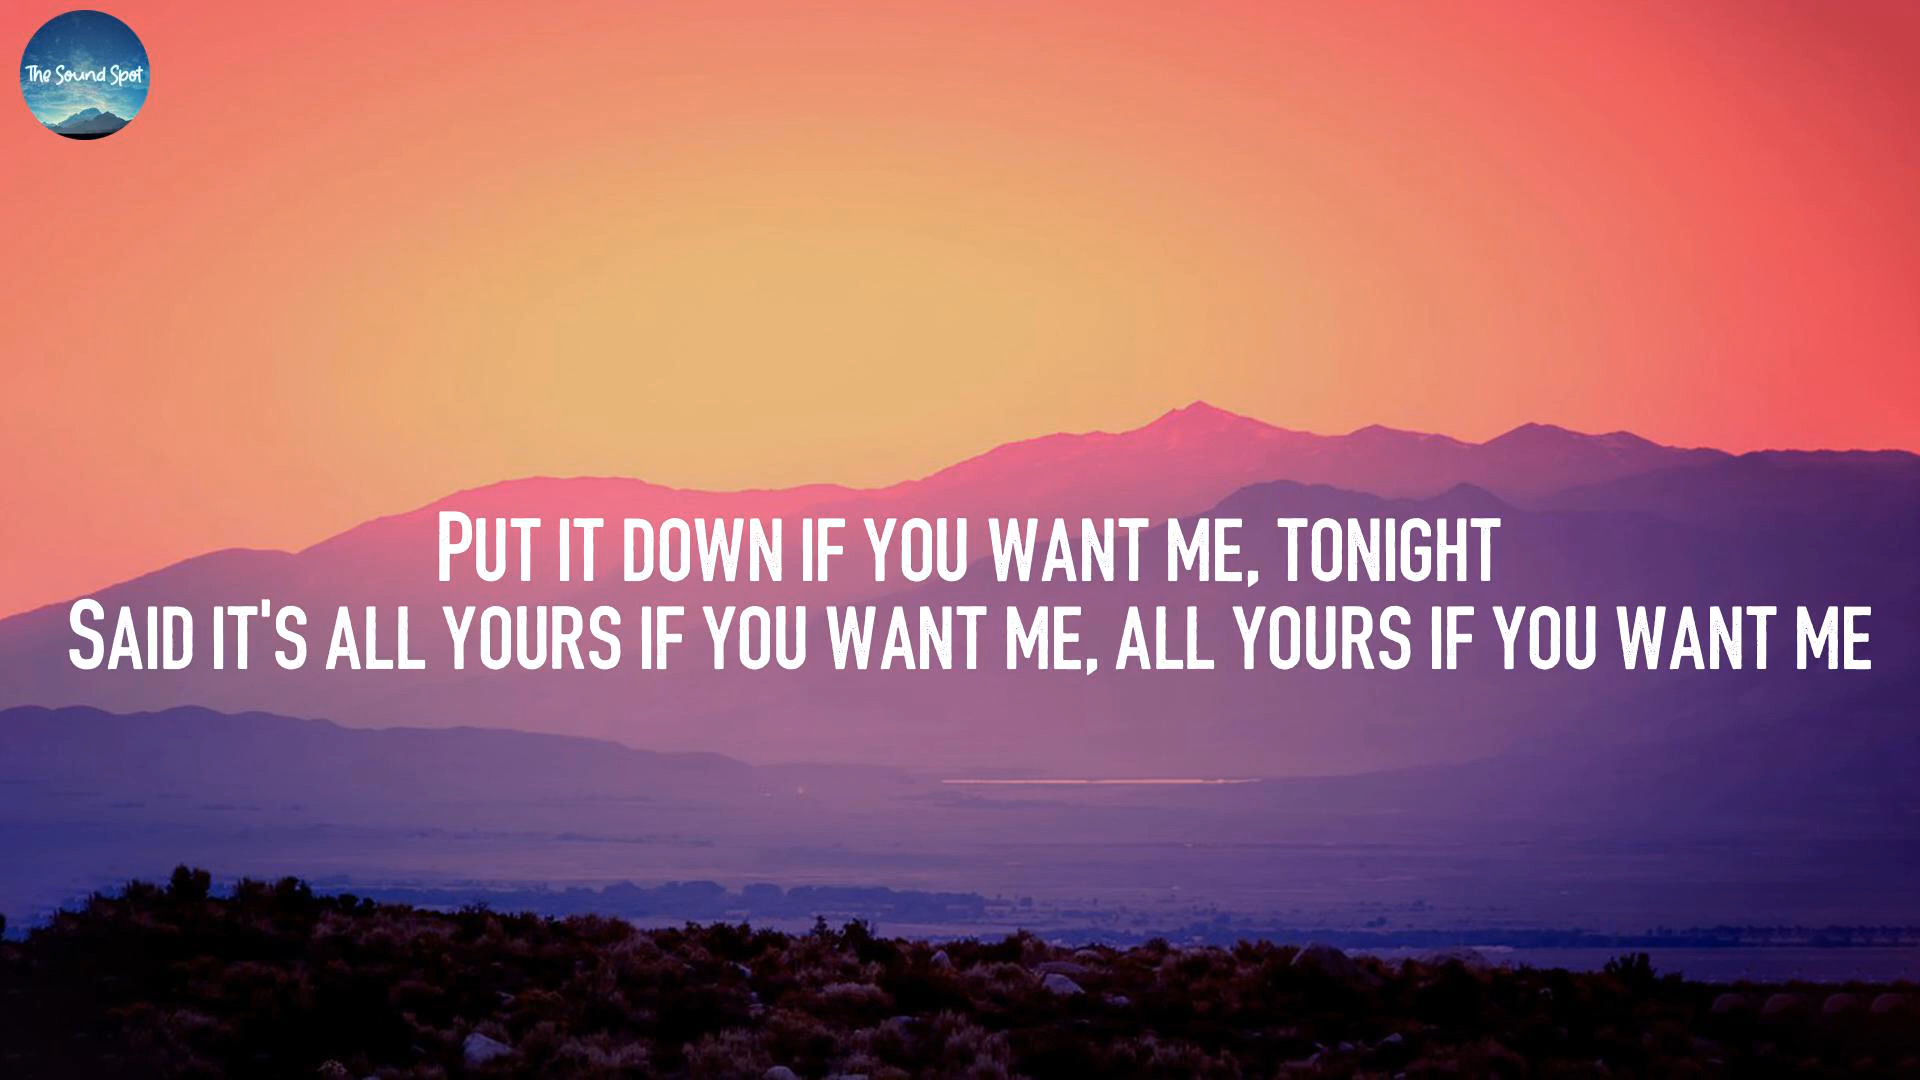 The Sound Spot
Put it down if you want me, tonight
Said it's all yours if you want me, all yours if you want me